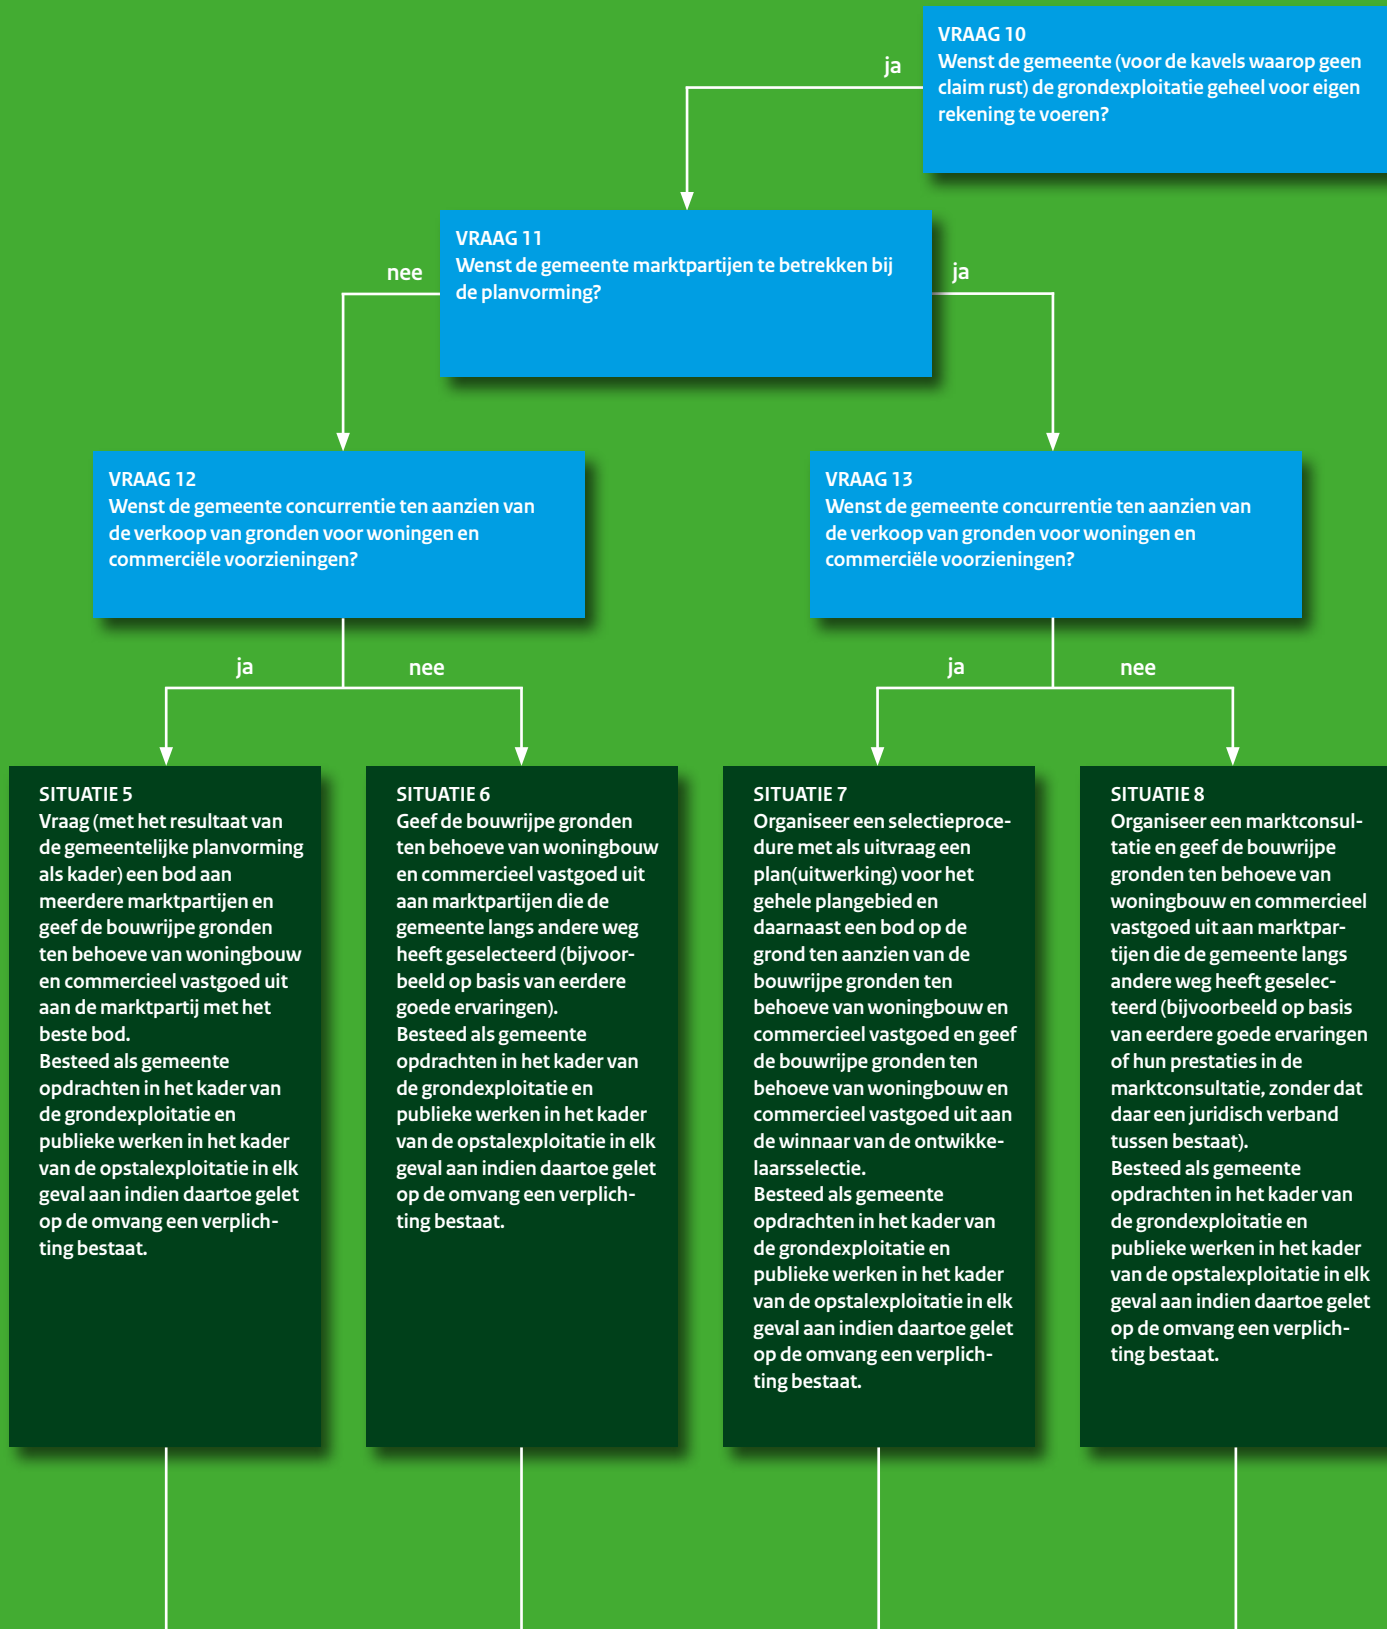 VRAAG 10
Wenst de gemeente (voor de kavels waarop geen
claim rust) de grondexploitatie geheel voor eigen
rekening te voeren?
ja
VRAAG 11
Wenst de gemeente marktpartijen te betrekken bij
de planvorming?
nee
ja
VRAAG 12
Wenst de gemeente concurrentie ten aanzien van
de verkoop van gronden voor woningen en
commerciële voorzieningen?
VRAAG 13
Wenst de gemeente concurrentie ten aanzien van
de verkoop van gronden voor woningen en
commerciële voorzieningen?
ja
nee
ja
nee
SITUATIE 5
Vraag (met het resultaat van
de gemeentelijke planvorming
als kader) een bod aan
meerdere marktpartijen en
geef de bouwrijpe gronden
ten behoeve van woningbouw
en commercieel vastgoed uit
aan de marktpartij met het
beste bod.
Besteed als gemeente
opdrachten in het kader van
de grondexploitatie en
publieke werken in het kader
van de opstalexploitatie in elk
geval aan indien daartoe gelet
op de omvang een verplich-
ting bestaat.
SITUATIE 6
Geef de bouwrijpe gronden
ten behoeve van woningbouw
en commercieel vastgoed uit
aan marktpartijen die de
gemeente langs andere weg
heeft geselecteerd (bijvoor-
beeld op basis van eerdere
goede ervaringen).
Besteed als gemeente
opdrachten in het kader van
de grondexploitatie en
publieke werken in het kader
van de opstalexploitatie in elk
geval aan indien daartoe gelet
op de omvang een verplich-
ting bestaat.
SITUATIE 7
Organiseer een selectieproce-
dure met als uitvraag een
plan(uitwerking) voor het
gehele plangebied en
daarnaast een bod op de
grond ten aanzien van de
bouwrijpe gronden ten
behoeve van woningbouw en
commercieel vastgoed en geef
de bouwrijpe gronden ten
behoeve van woningbouw en
commercieel vastgoed uit aan
de winnaar van de ontwikke-
laarsselectie.
Besteed als gemeente
opdrachten in het kader van
de grondexploitatie en
publieke werken in het kader
van de opstalexploitatie in elk
geval aan indien daartoe gelet
op de omvang een verplich-
ting bestaat.
SITUATIE 8
Organiseer een marktconsul-
tatie en geef de bouwrijpe
gronden ten behoeve van
woningbouw en commercieel
vastgoed uit aan marktpar-
tijen die de gemeente langs
andere weg heeft geselec-
teerd (bijvoorbeeld op basis
van eerdere goede ervaringen
of hun prestaties in de
marktconsultatie, zonder dat
daar een juridisch verband
tussen bestaat).
Besteed als gemeente
opdrachten in het kader van
de grondexploitatie en
publieke werken in het kader
van de opstalexploitatie in elk
geval aan indien daartoe gelet
op de omvang een verplich-
ting bestaat.